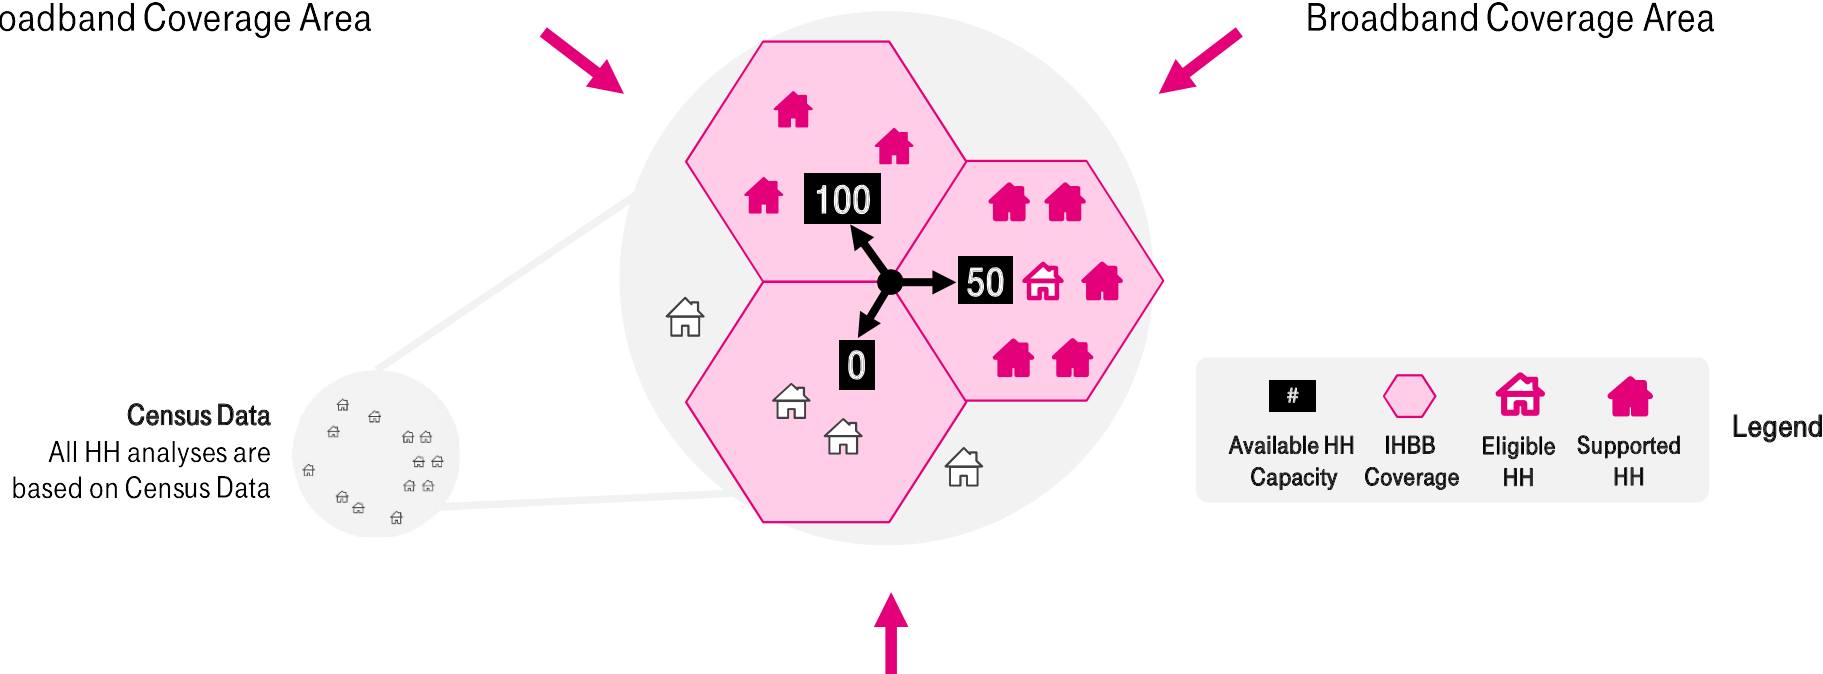 oadband Coverage Area
Broadband Coverage Area
100
50
0
Census Data
All HH analyses are
based on Census Data
#
Available HH
Capacity
IHBB
Coverage
Eligible
HH
Supported
HH
Legend